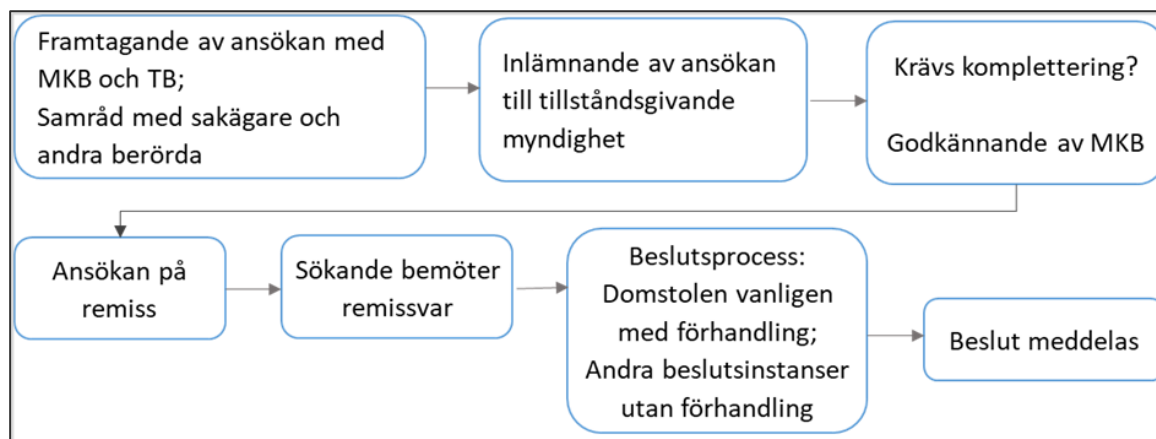 Framtagande av ansökan med
MKB och TB;
Samråd med sakägare och
andra berörda
Inlämnande av ansökan
till tillståndsgivande
myndighet
Krävs komplettering?
Godkännande av MKB
Ansökan på
remiss
Sökande bemöter
remissvar
Beslutsprocess:
Domstolen vanligen
med förhandling;
Andra beslutsinstanser
utan förhandling
Beslut meddelas